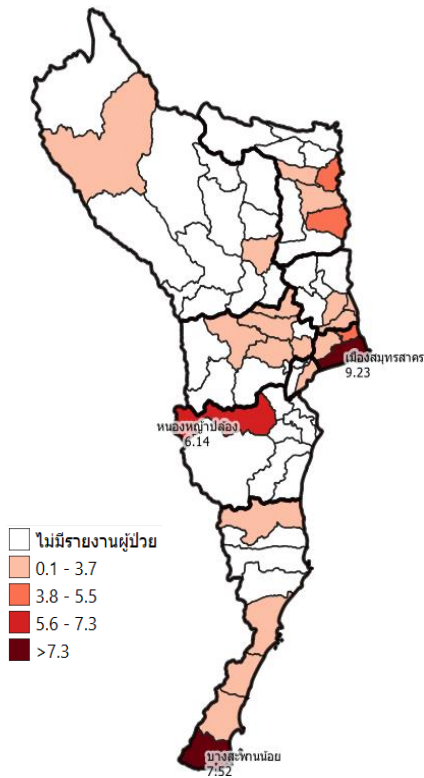 เมืองสมุทรสาคร
9.23
หนองหญ้าปล้อง
6.14
ไม่มีรายงานผู้ป่วย
0.1 - 3.7
3.8 - 5.5
5.6 - 7.3
>7.3
บางสะพานน้อย
7.52